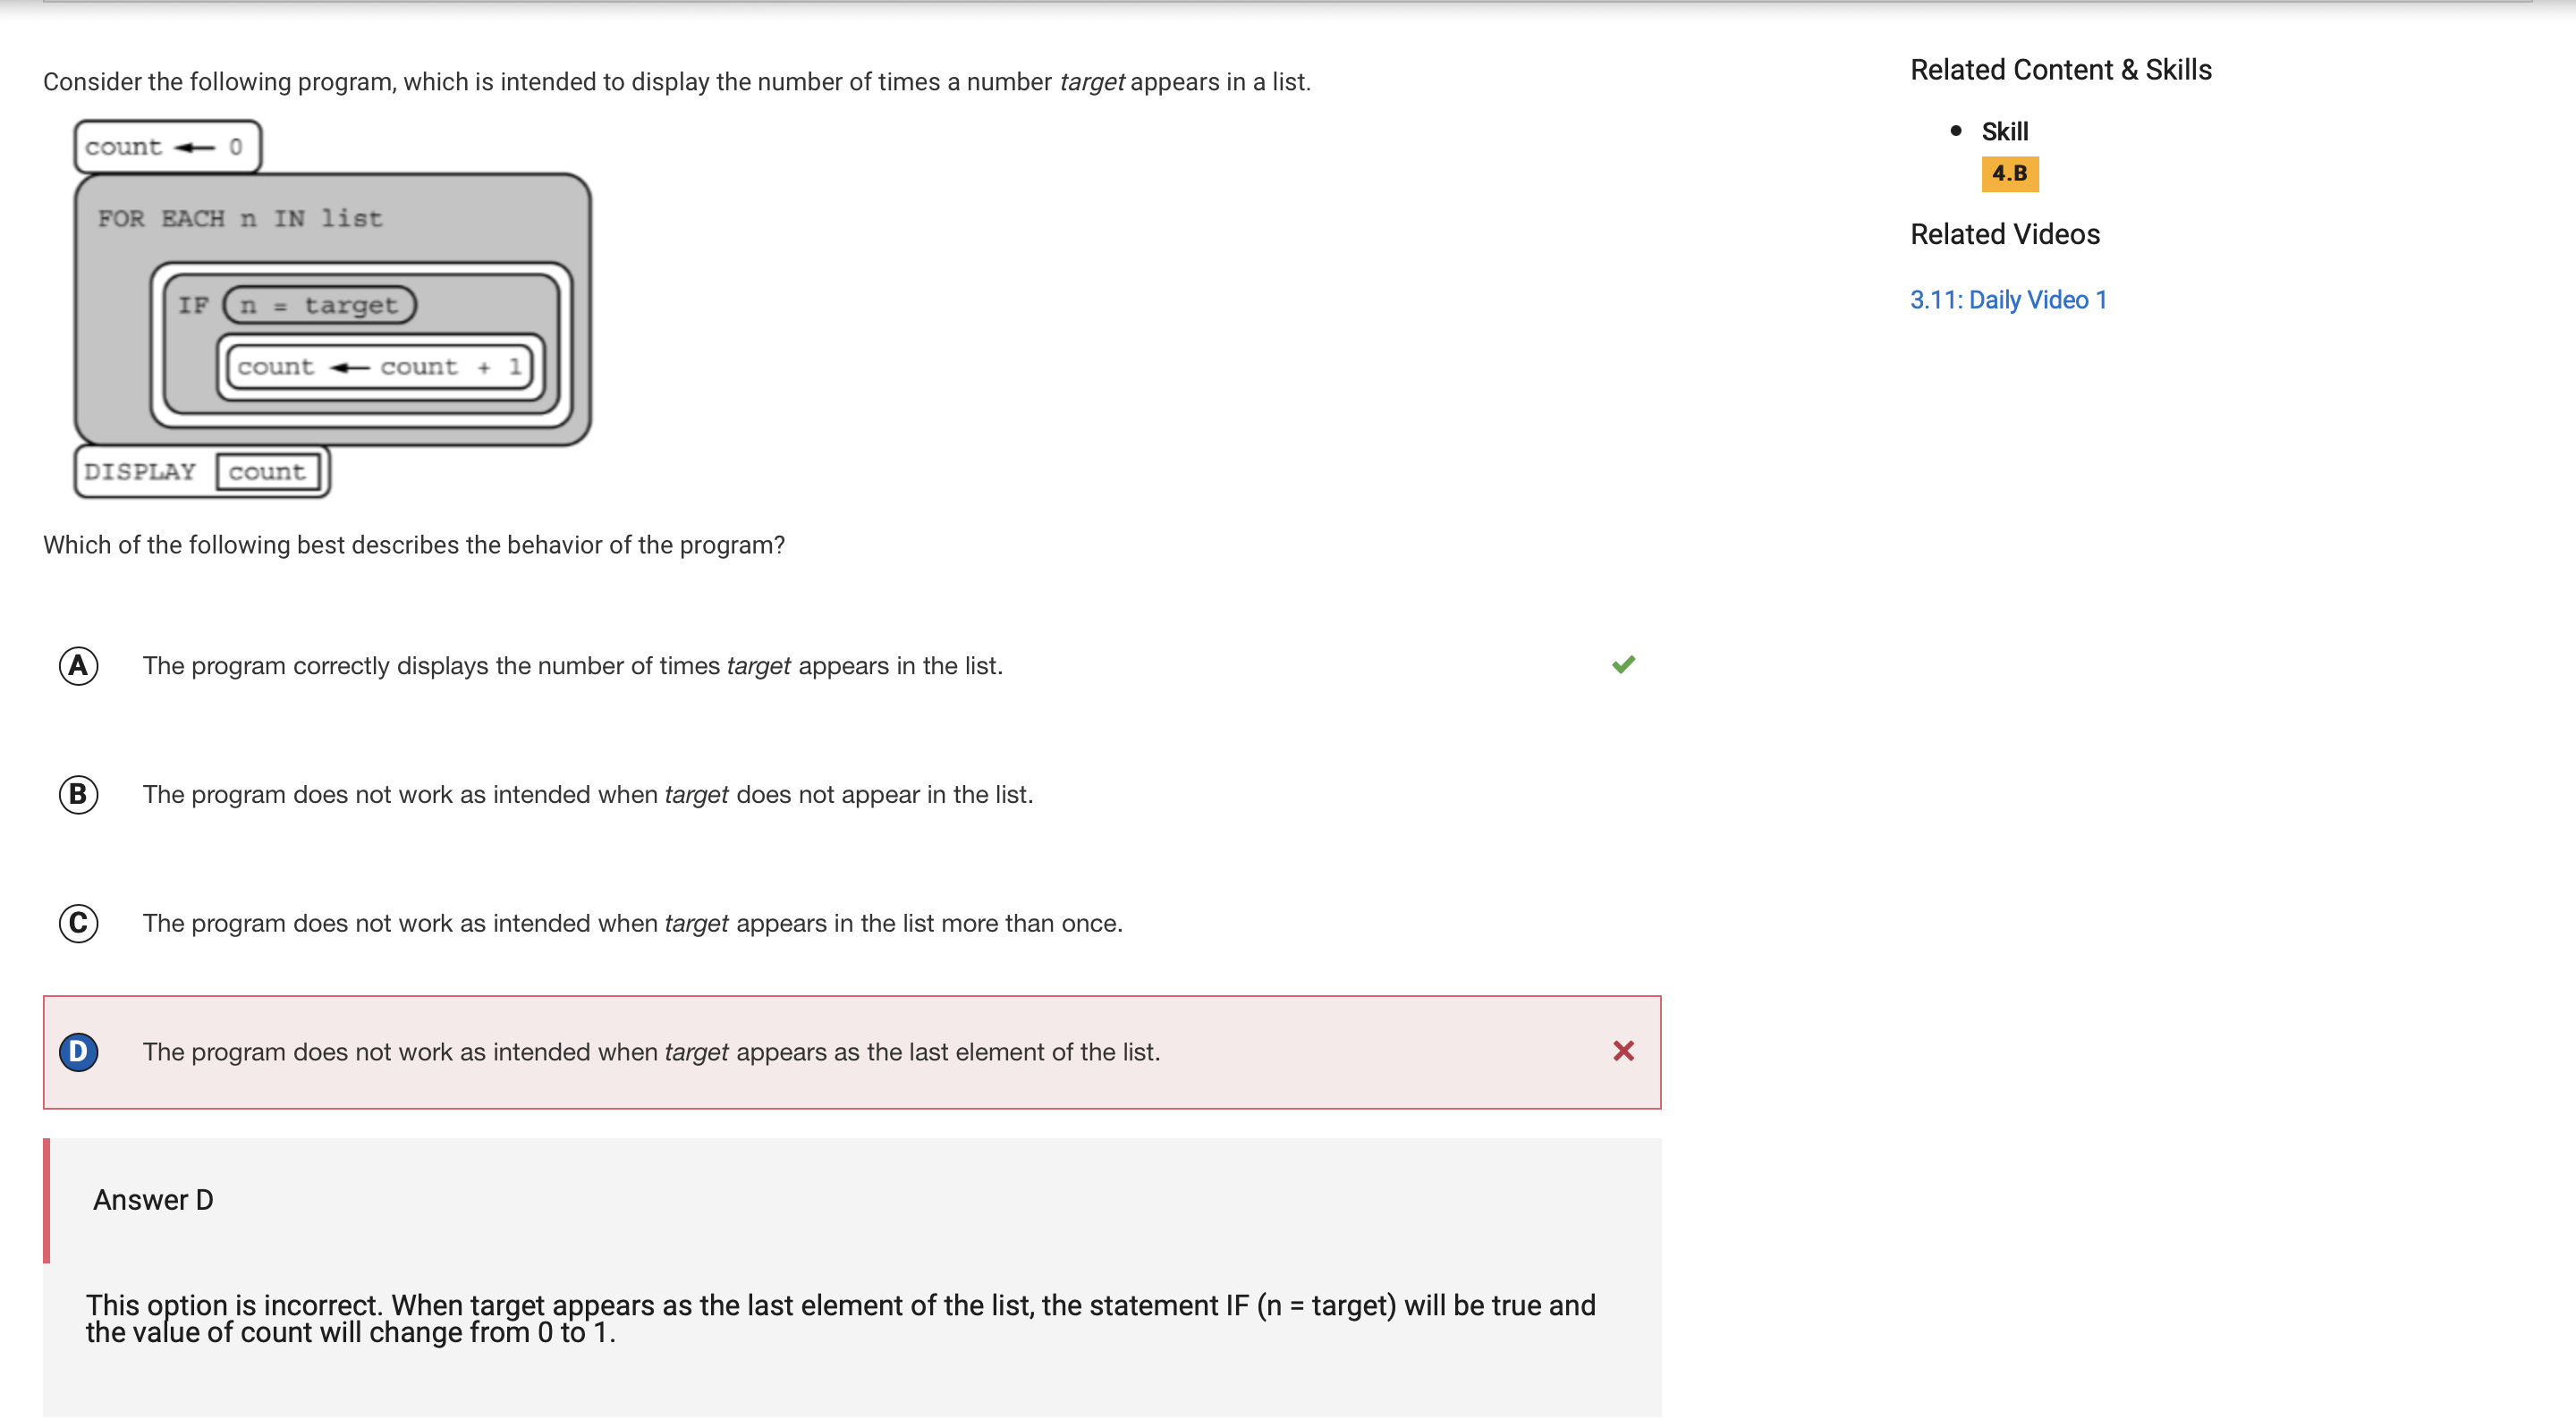 Consider the following program, which is intended to display the number of times a number target appears in a list.
count ← 0
FOR EACH n IN list
IF n = target
count ← count + 1
DISPLAY count
Which of the following best describes the behavior of the program?
A The program correctly displays the number of times target appears in the list.
B The program does not work as intended when target does not appear in the list.
C The program does not work as intended when target appears in the list more than once.
D The program does not work as intended when target appears as the last element of the list.
Answer D
This option is incorrect. When target appears as the last element of the list, the statement IF (n = target) will be true and
the value of count will change from 0 to 1.
Related Content & Skills
• Skill
4.B
Related Videos
3.11: Daily Video 1